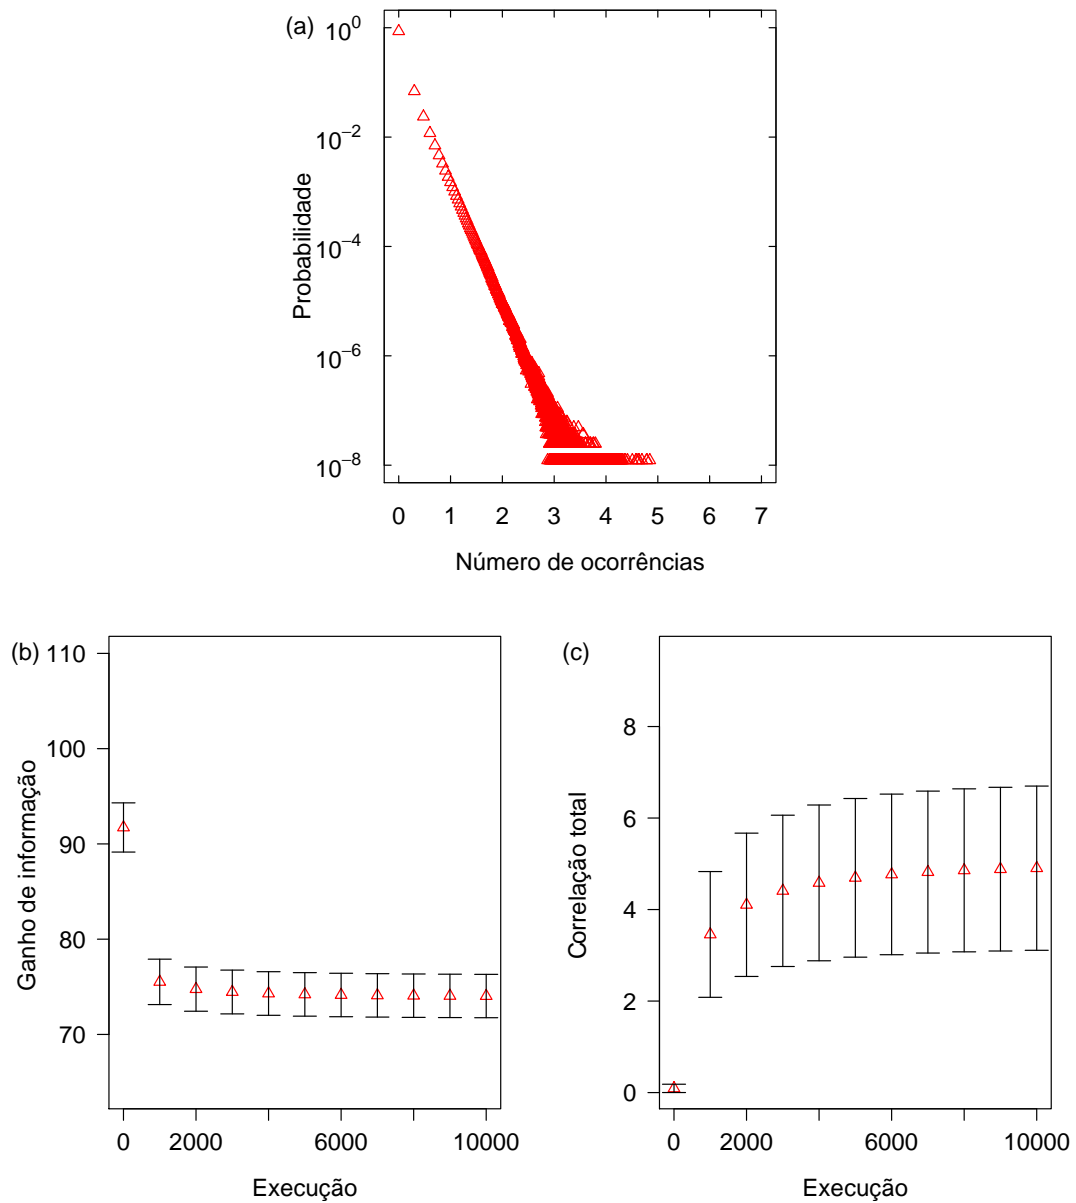 (a)
10^0
10^−2
10^−4
10^−6
10^−8
Probabilidade
0 1 2 3 4 5 6 7
Número de ocorrências
(b)
110
100
90
80
70
Ganho de informação
0 2000 6000 10000
Execução
(c)
8
6
4
2
0
Correlação total
0 2000 6000 10000
Execução